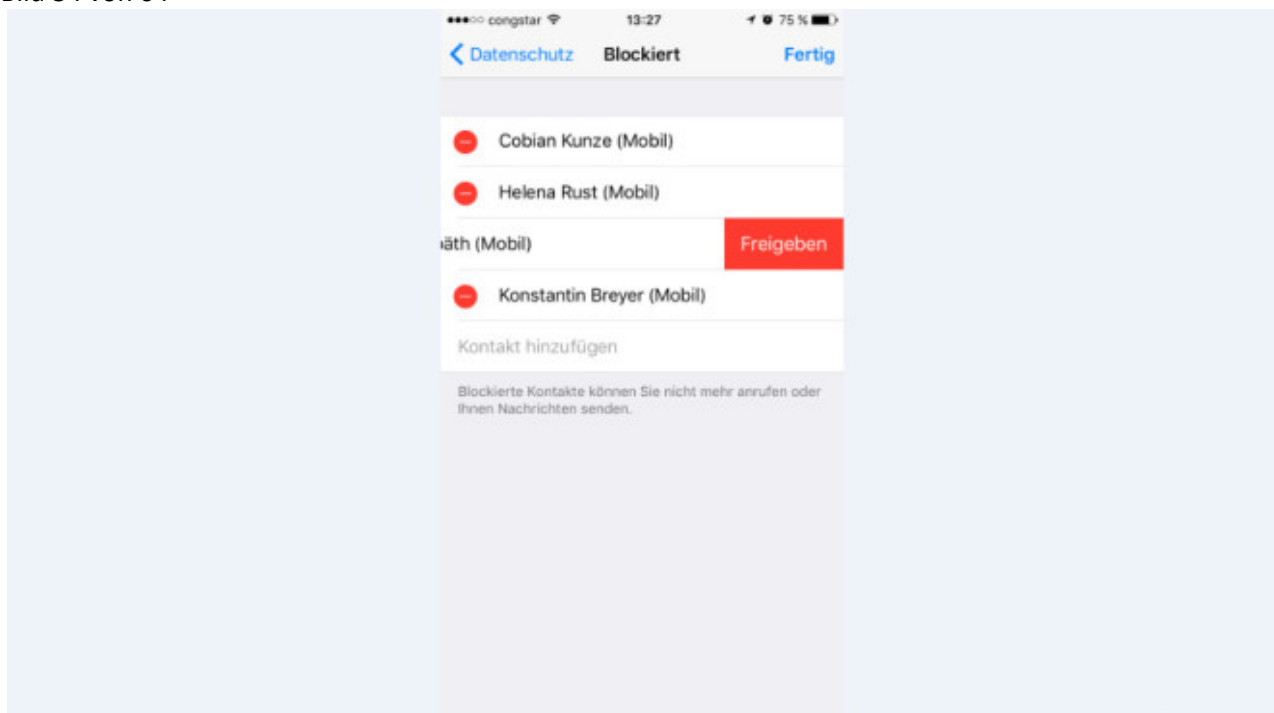 congstar 13:27 75 %
Datenschutz Blockiert Fertig
Cobian Kunze (Mobil)
Helena Rust (Mobil)
äth (Mobil) Freigeben
Konstantin Breyer (Mobil)
Kontakt hinzufügen
Blockierte Kontakte können Sie nicht mehr anrufen oder
Ihnen Nachrichten senden.